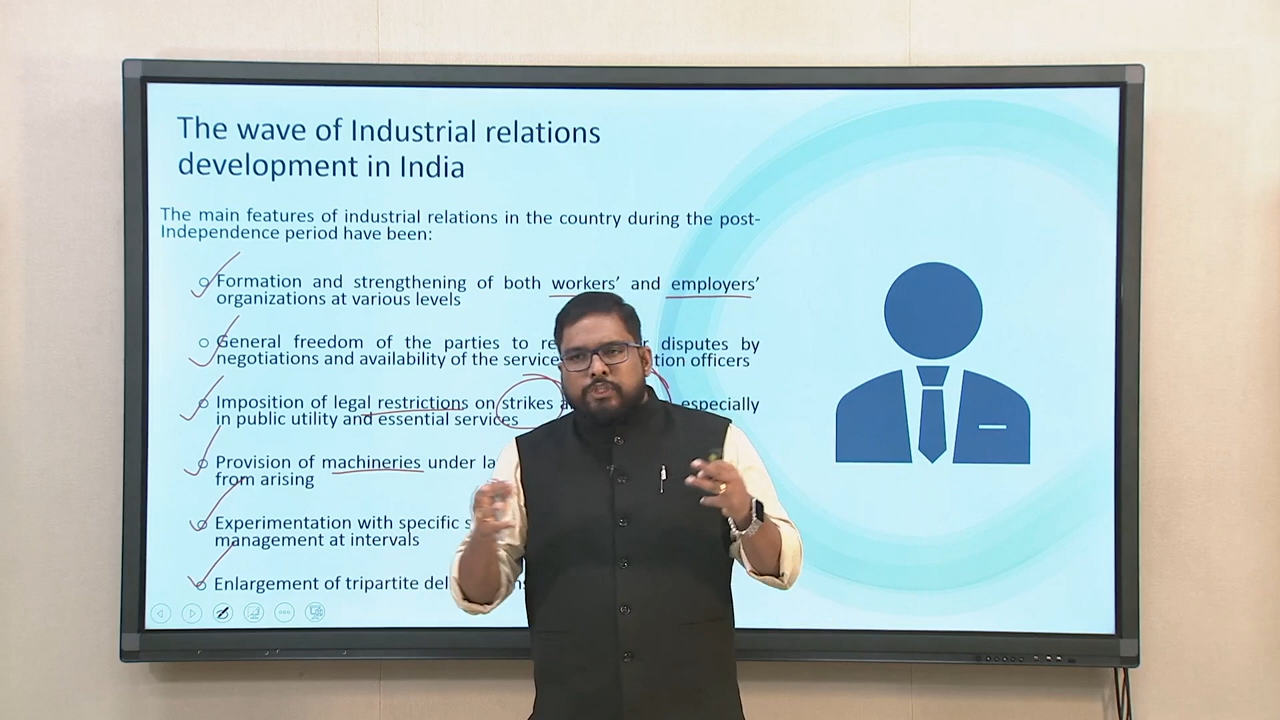 The wave of Industrial relations
development in India
The main features of industrial relations in the country during the post-
Independence period have been:
Formation and strengthening of both workers’ and employers’
organizations at various levels
General freedom of the parties to disputes by
negotiations and availability of the officers
Imposition of legal restrictions on strikes especially
in public utility and essential services
Provision of machineries under
from arising
Experimentation with specific
management at intervals
Enlargement of tripartite